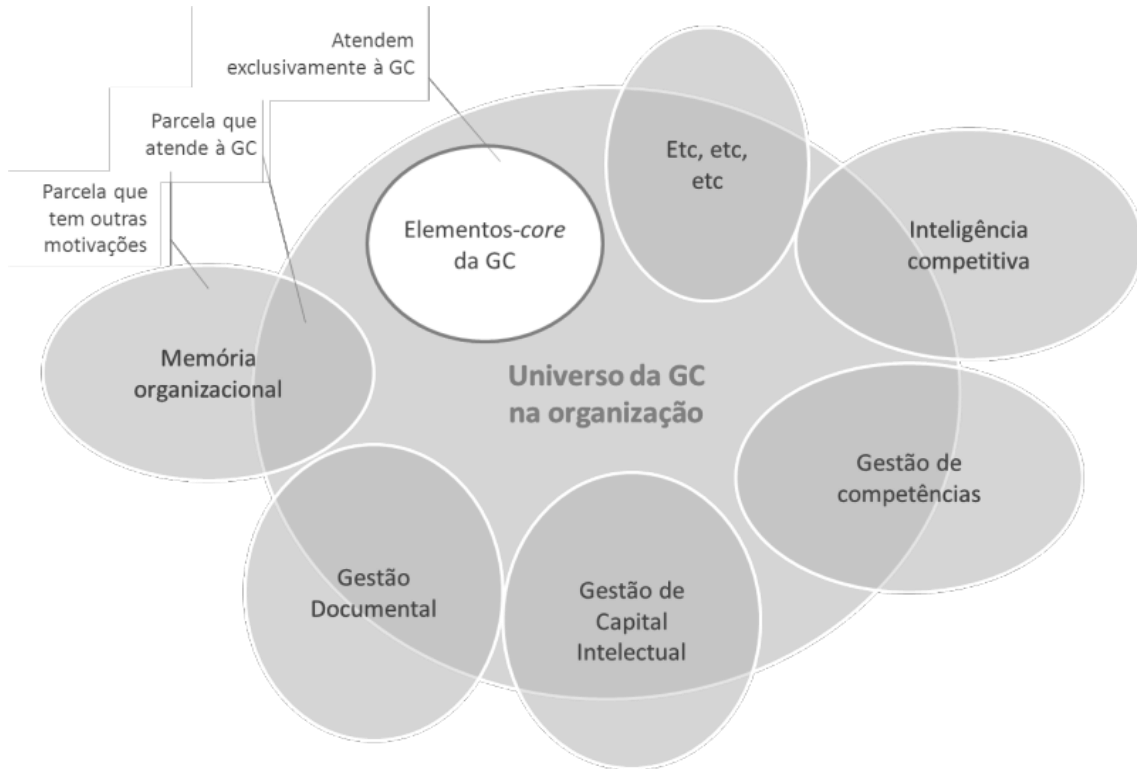 Atendem
exclusivamente à GC
Parcela que
atende à GC
Parcela que
tem outras
motivações
Elementos-core
da GC
Etc, etc,
etc
Inteligência
competitiva
Memória
organizacional
Universo da GC
na organização
Gestão de
competências
Gestão
Documental
Gestão de
Capital
Intelectual